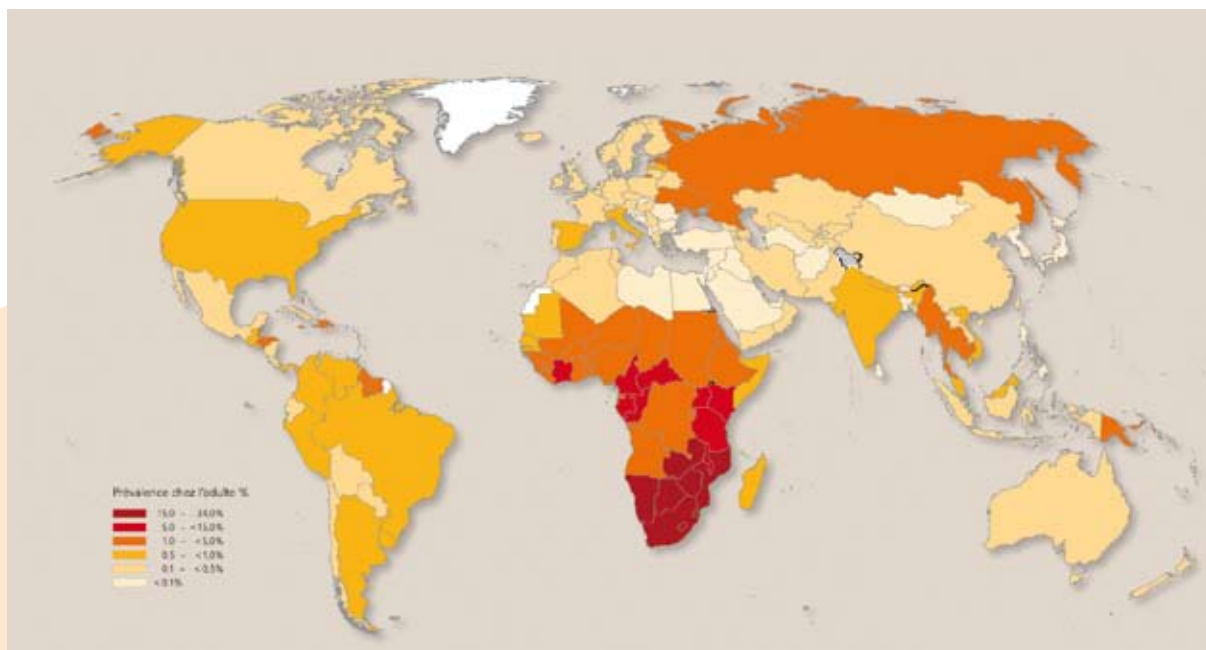 Prévalence chez l'adulte %
15,0 – 34,0%
5,0 – <15,0%
1,0 – <5,0%
0,5 – <1,0%
0,1 – <0,5%
<0,1%